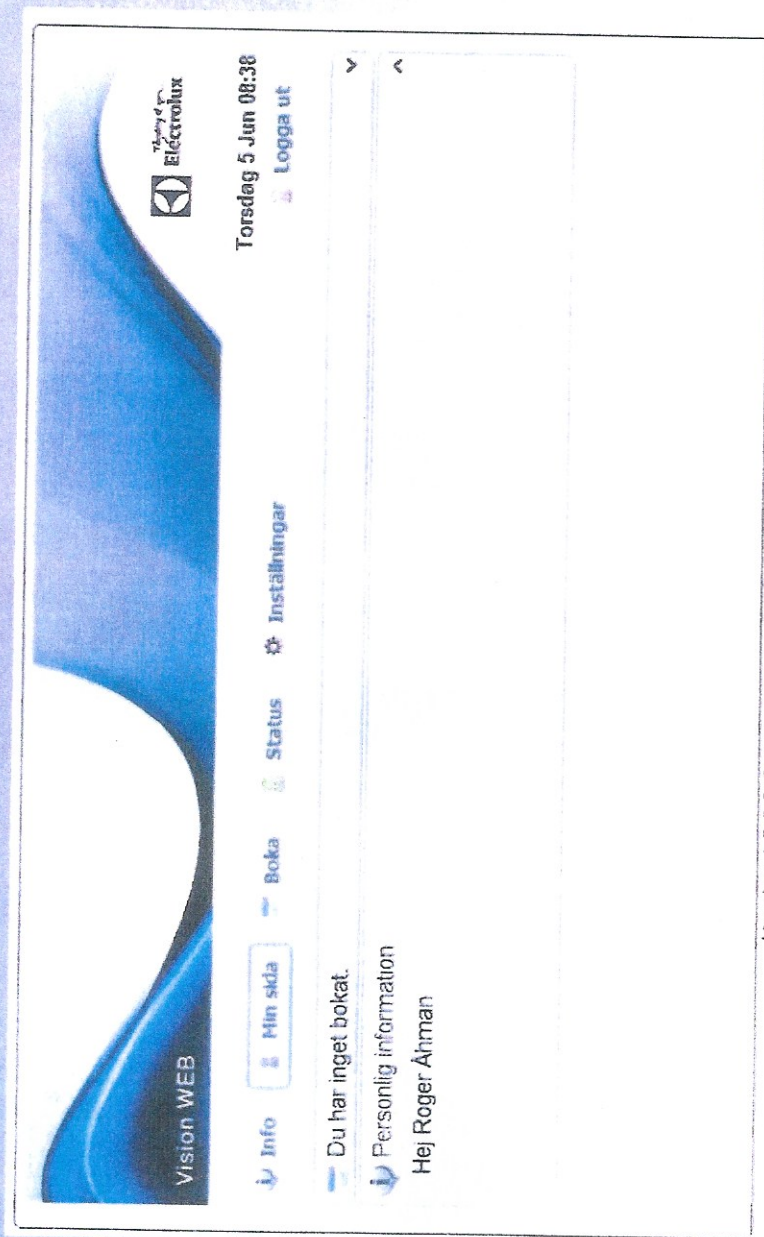 Vision WEB
Electrolux
Torsdag 5 Jun 08:38
Info Min sida Boka Status Inställningar Logga ut
Du har inget bokat.
Personlig information
Hej Roger Åhman